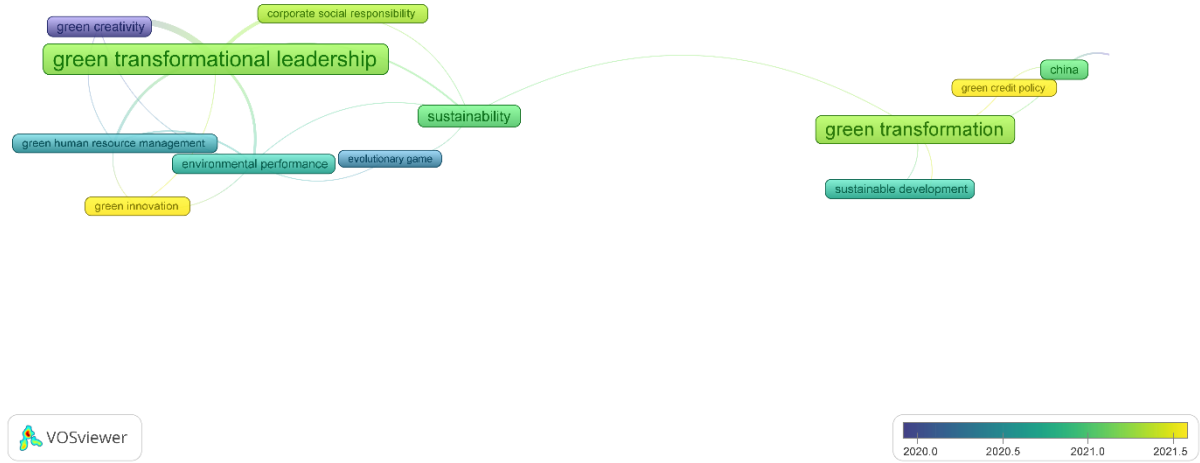 corporate social responsibility
green creativity
green transformational leadership
china
green credit policy
sustainability
green transformation
green human resource management
environmental performance
evolutionary game
sustainable development
green innovation
VOSviewer
2020.0 2020.5 2021.0 2021.5